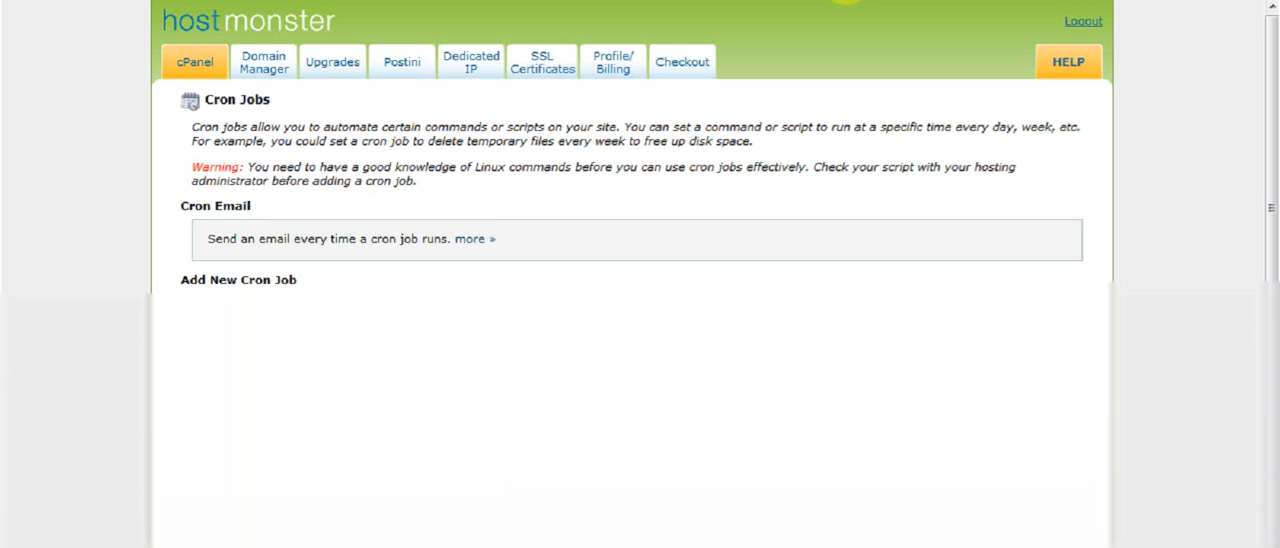 hostmonster
Logout
cPanel
Domain
Manager
Upgrades
Postini
Dedicated
IP
SSL
Certificates
Profile/
Billing
Checkout
HELP
Cron Jobs
Cron jobs allow you to automate certain commands or scripts on your site. You can set a command or script to run at a specific time every day, week, etc.
For example, you could set a cron job to delete temporary files every week to free up disk space.
Warning: You need to have a good knowledge of Linux commands before you can use cron jobs effectively. Check your script with your hosting
administrator before adding a cron job.
Cron Email
Send an email every time a cron job runs. more »
Add New Cron Job